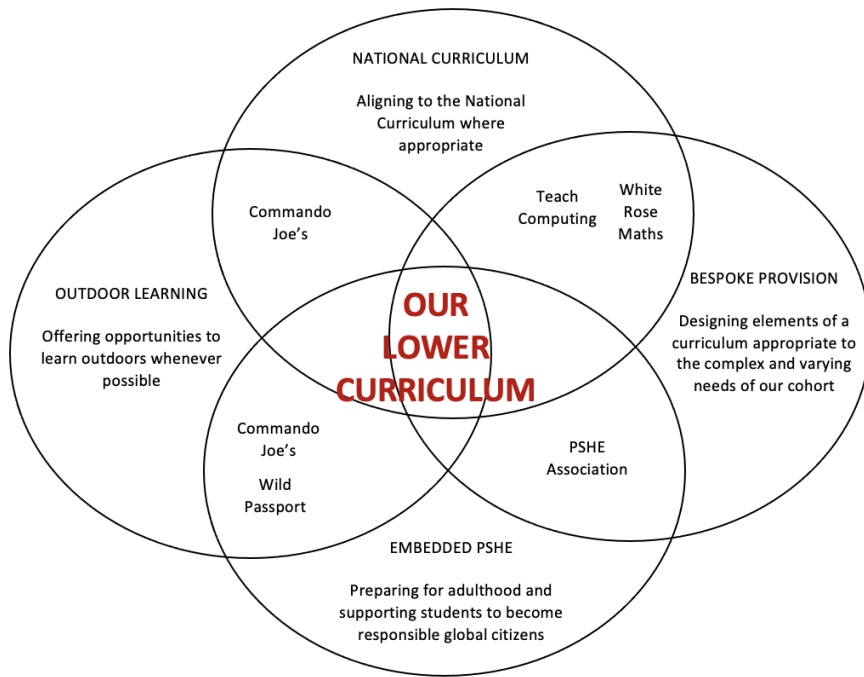 NATIONAL CURRICULUM
Aligning to the National
Curriculum where
appropriate
Commando
Joe’s
Teach
Computing
White
Rose
Maths
OUTDOOR LEARNING
Offering opportunities to
learn outdoors whenever
possible
BESPOKE PROVISION
Designing elements of a
curriculum appropriate to
the complex and varying
needs of our cohort
OUR
LOWER
CURRICULUM
Commando
Joe’s
Wild
Passport
PSHE
Association
EMBEDDED PSHE
Preparing for adulthood and
supporting students to become
responsible global citizens